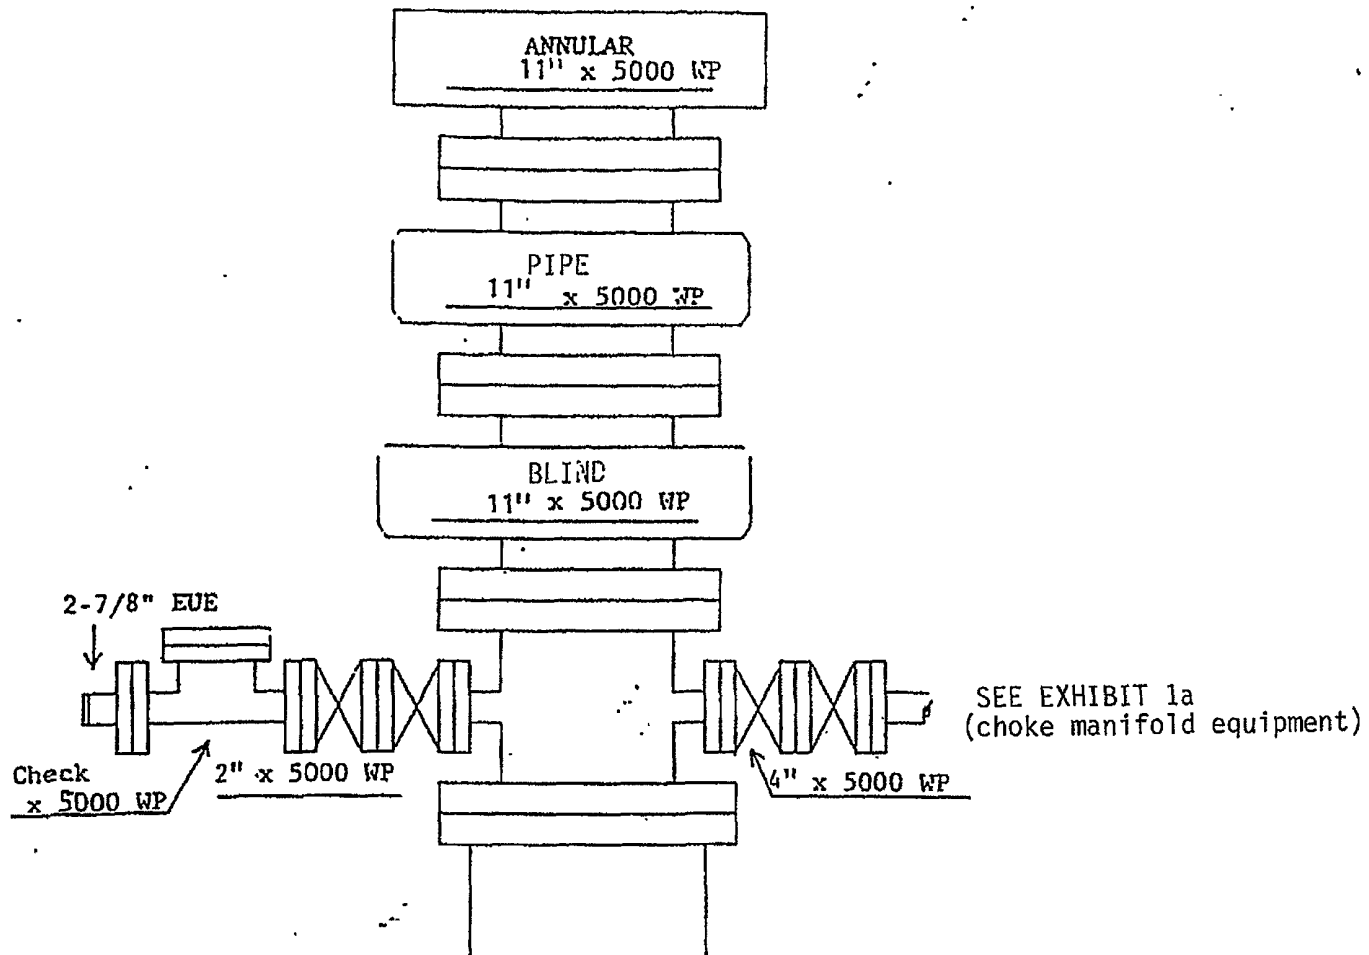 ANNULAR
11" x 5000 WP
PIPE
11" x 5000 WP
BLIND
11" x 5000 WP
2-7/8" EUE
SEE EXHIBIT 1a
(choke manifold equipment)
Check
x 5000 WP
2" x 5000 WP
4" x 5000 WP